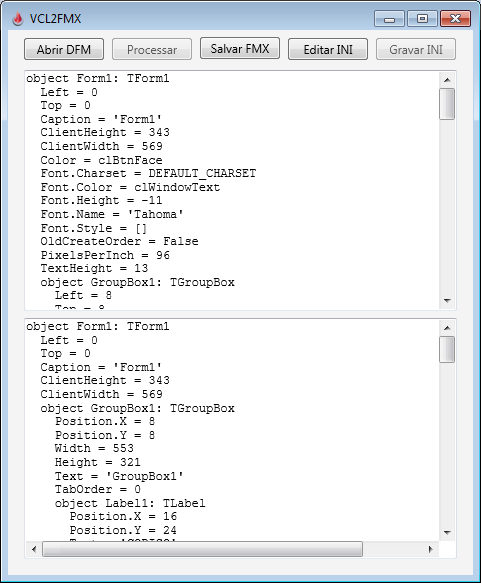 VCL2FMX
Abrir DFM Processar Salvar FMX Editar INI Gravar INI
object Form1: TForm1
  Left = 0
  Top = 0
  Caption = 'Form1'
  ClientHeight = 343
  ClientWidth = 569
  Color = clBtnFace
  Font.Charset = DEFAULT_CHARSET
  Font.Color = clWindowText
  Font.Height = -11
  Font.Name = 'Tahoma'
  Font.Style = []
  OldCreateOrder = False
  PixelsPerInch = 96
  TextHeight = 13
  object GroupBox1: TGroupBox
    Left = 8
    Top = 8
object Form1: TForm1
  Left = 0
  Top = 0
  Caption = 'Form1'
  ClientHeight = 343
  ClientWidth = 569
  object GroupBox1: TGroupBox
    Position.X = 8
    Position.Y = 8
    Width = 553
    Height = 321
    Text = 'GroupBox1'
    TabOrder = 0
    object Label1: TLabel
      Position.X = 16
      Position.Y = 24